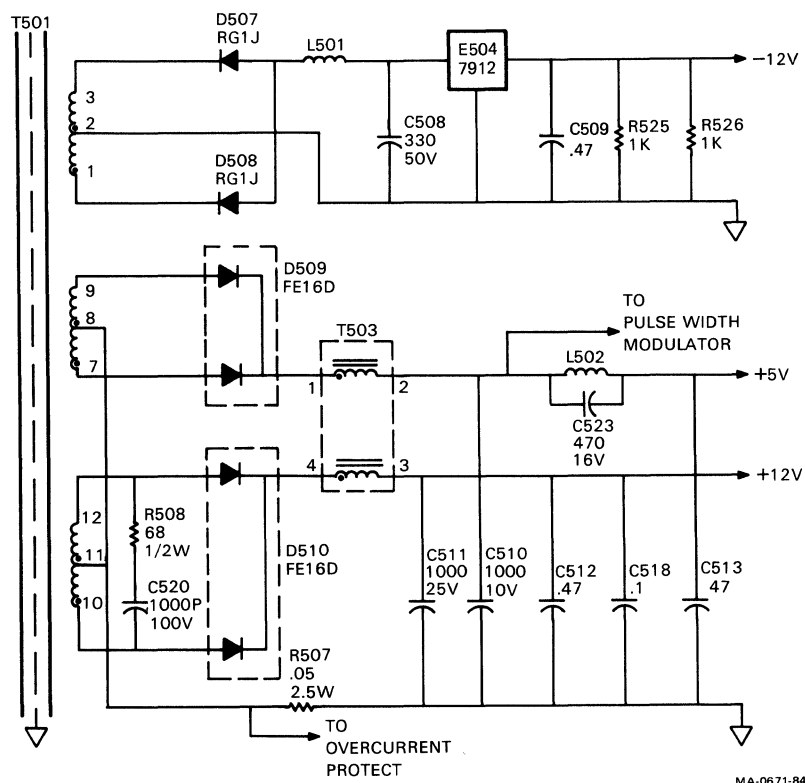 T501
D507
RG1J
L501
E504
7912
−12V
3
2
1
C508
330
50V
C509
.47
R525
1K
R526
1K
D508
RG1J
D509
FE16D
9
8
7
T503
1
2
TO
PULSE WIDTH
MODULATOR
L502
+5V
C523
470
16V
4
3
+12V
12
11
10
R508
68
1/2W
C520
1000P
100V
D510
FE16D
C511
1000
25V
C510
1000
10V
C512
.47
C518
.1
C513
47
R507
.05
2.5W
TO
OVERCURRENT
PROTECT
MA-0671-84